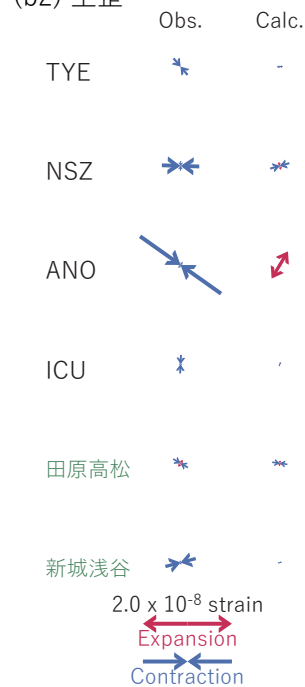 Obs. Calc.
TYE
NSZ
ANO
ICU
田原高松
新城浅谷
2.0 x 10-8 strain
Expansion
Contraction